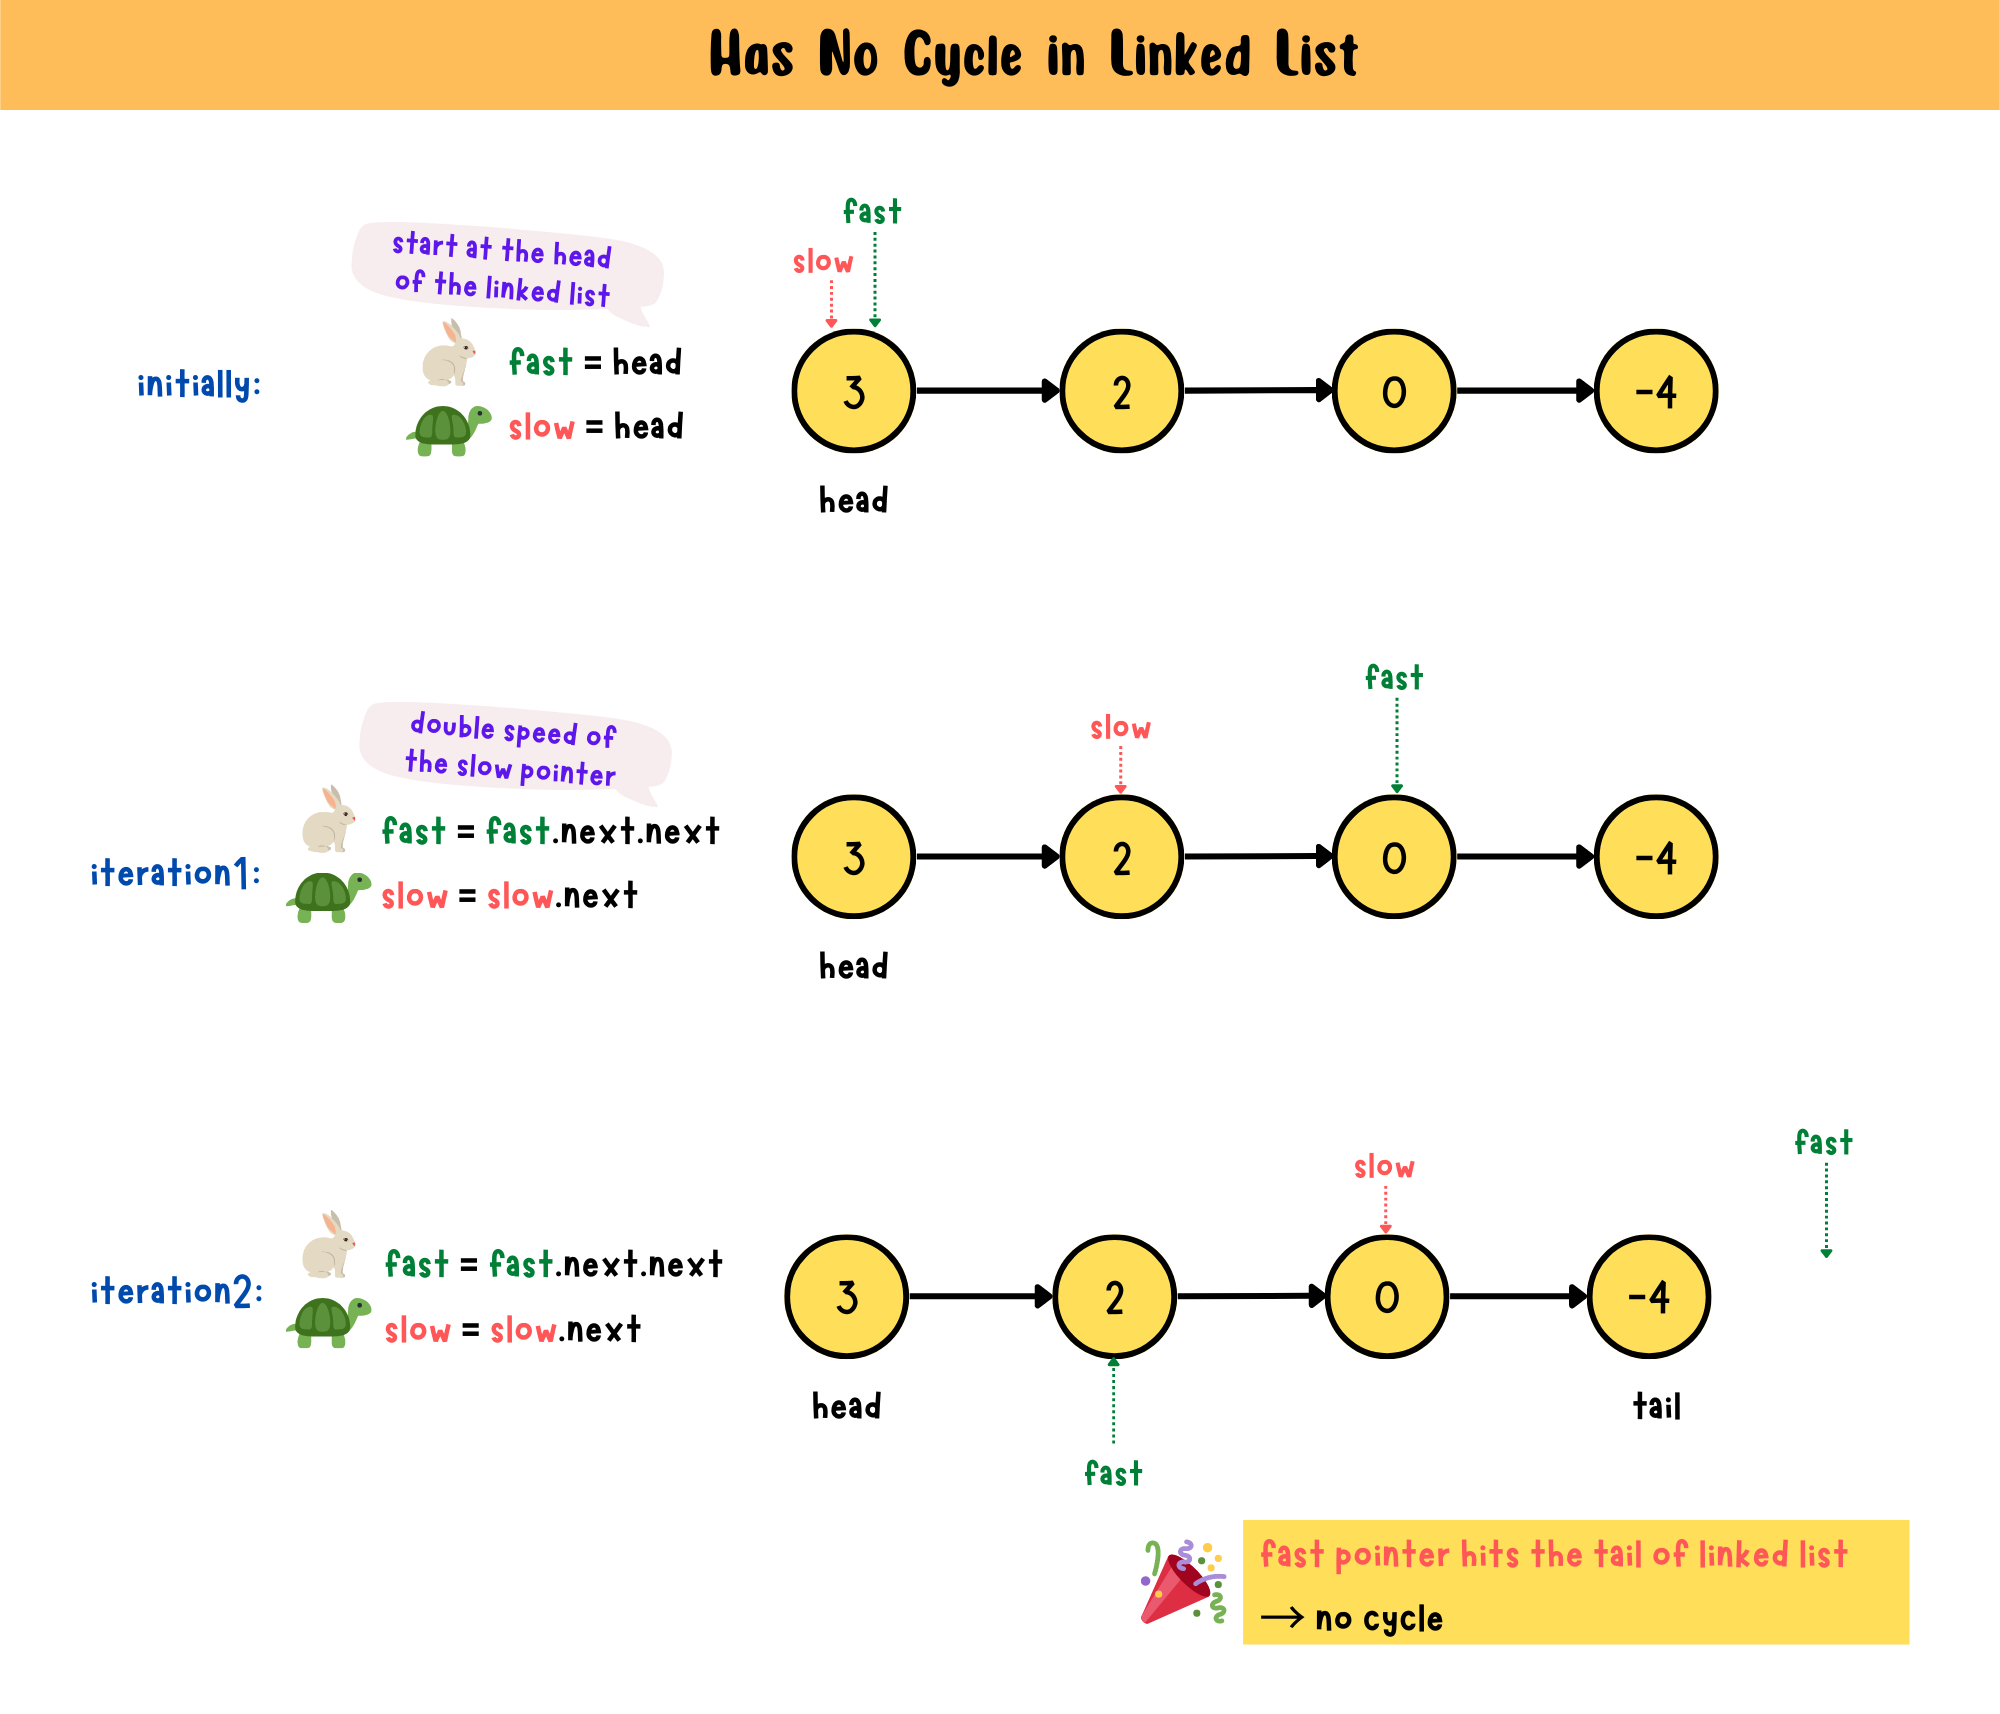 Has No Cycle in Linked List
start at the head
of the linked list
initially:
fast = head
slow = head
fast
slow
3
2
0
-4
head
double speed of
the slow pointer
iteration1:
fast = fast.next.next
slow = slow.next
fast
slow
3
2
0
-4
head
iteration2:
fast = fast.next.next
slow = slow.next
fast
slow
3
2
0
-4
head
tail
fast
fast pointer hits the tail of linked list
→ no cycle